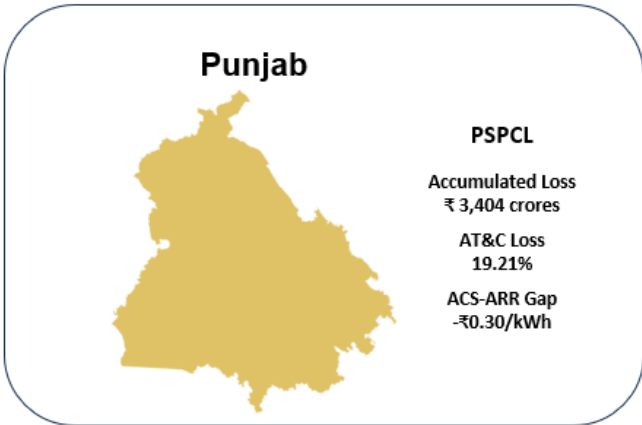 Punjab
PSPCL
Accumulated Loss
₹ 3,404 crores
AT&C Loss
19.21%
ACS-ARR Gap
-₹0.30/kWh